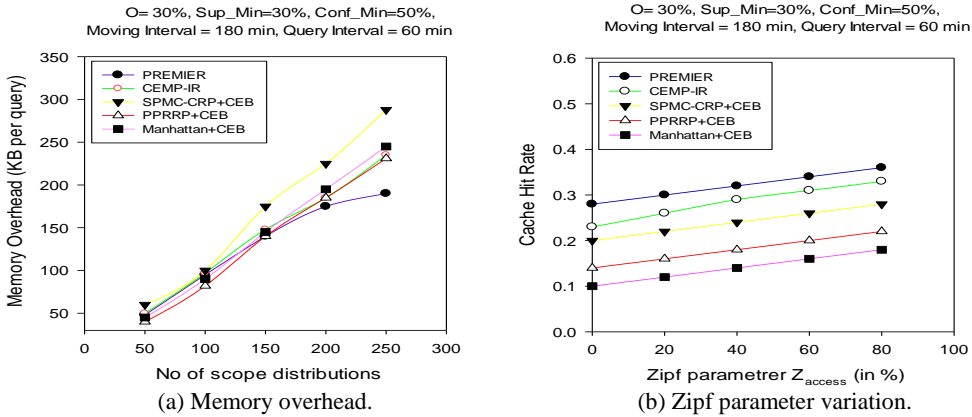 O= 30%, Sup_Min=30%, Conf_Min=50%,
Moving Interval = 180 min, Query Interval = 60 min
350
300
250
200
150
100
50
Memory Overhead (KB per query)
PREMIER
CEMP-IR
SPMC-CRP+CEB
PPRRP+CEB
Manhattan+CEB
0 50 100 150 200 250 300
No of scope distributions
(a) Memory overhead.
O= 30%, Sup_Min=30%, Conf_Min=50%,
Moving Interval = 180 min, Query Interval = 60 min
0.6
0.5
0.4
0.3
0.2
0.1
0.0
Cache Hit Rate
PREMIER
CEMP-IR
SPMC-CRP+CEB
PPRRP+CEB
Manhattan+CEB
0 20 40 60 80 100
Zipf parametrer Zaccess (in %)
(b) Zipf parameter variation.